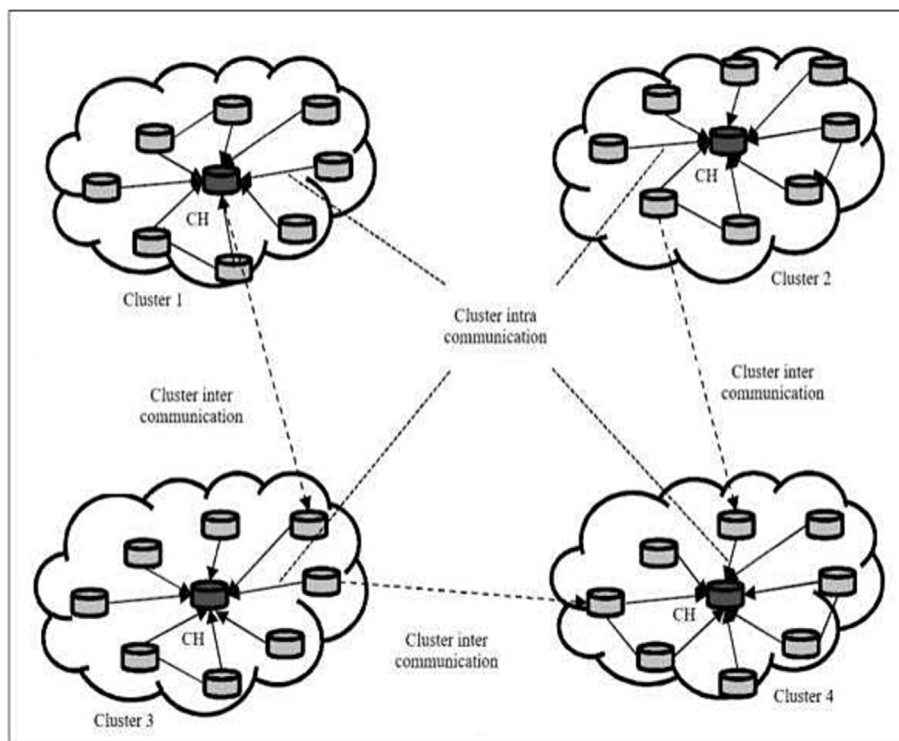 CH
CH
Cluster 1
Cluster 2
Cluster intra
communication
Cluster inter
communication
Cluster inter
communication
CH
CH
Cluster inter
communication
Cluster 3
Cluster 4